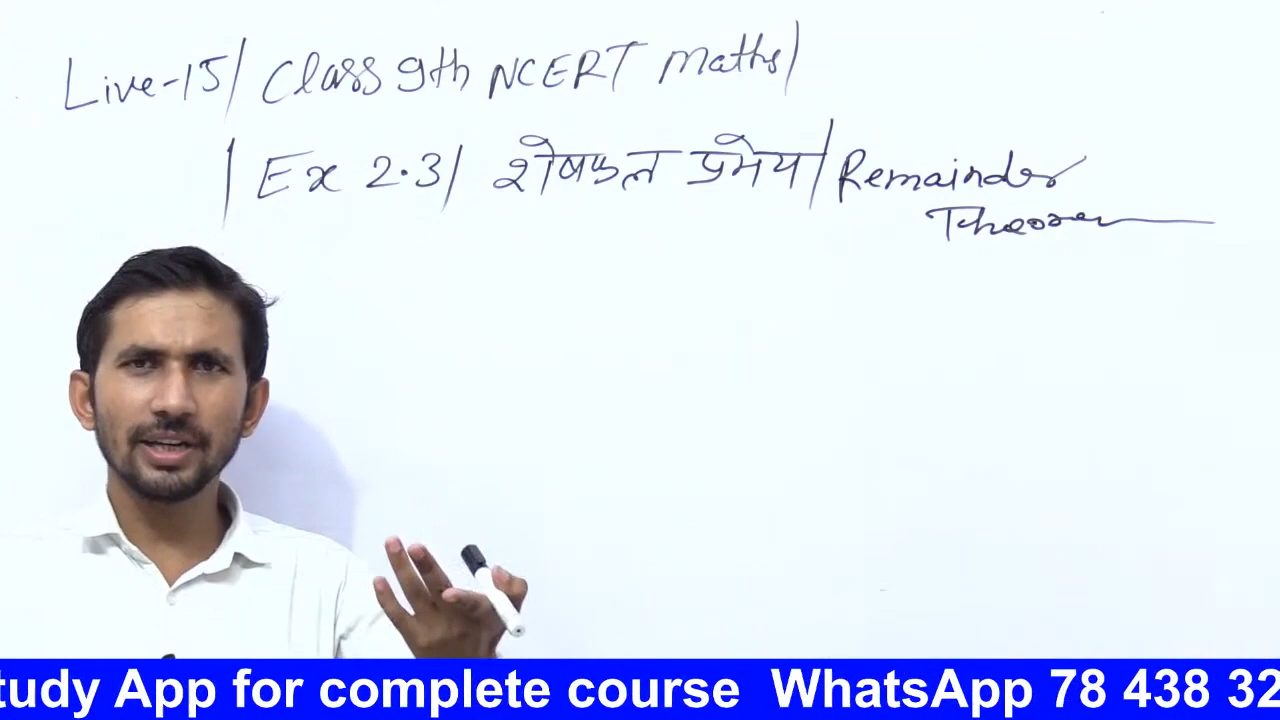 Live-15/ Class 9th NCERT Maths/
/ Ex 2.3/ शेषफल प्रमेय/ Remainder
Theorem
tudy App for complete course WhatsApp 78 438 32